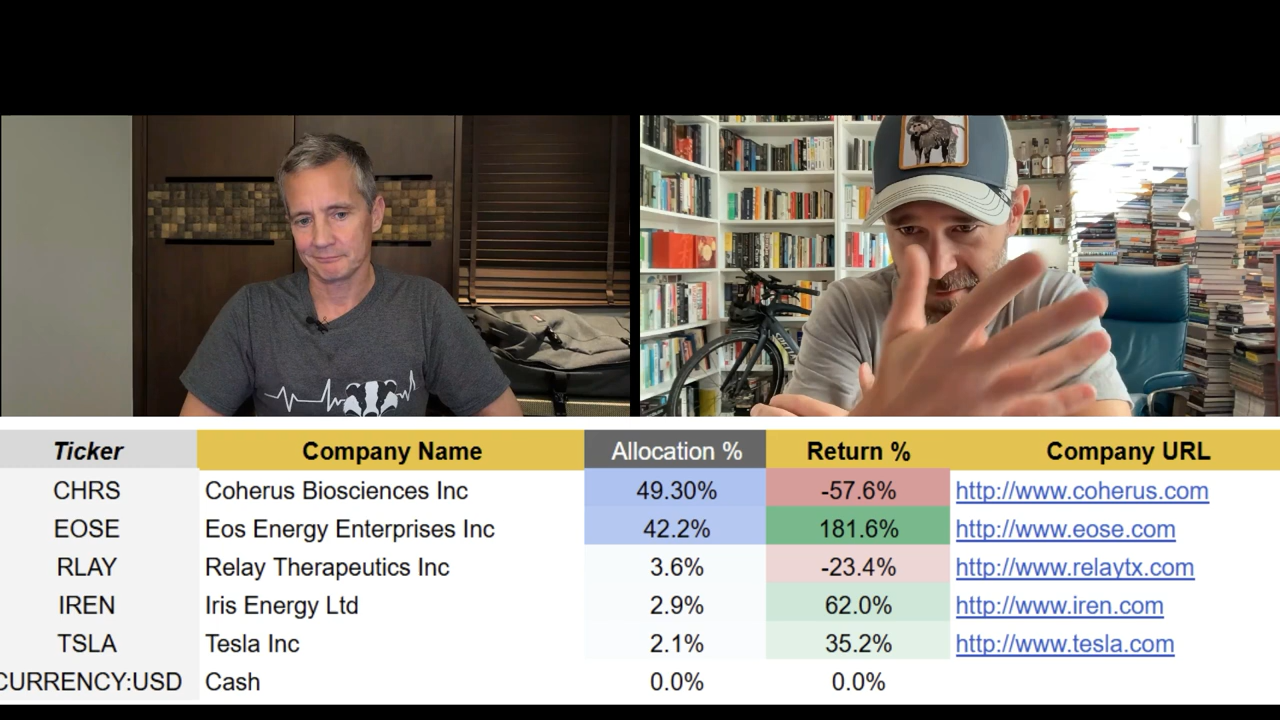 Ticker Company Name Allocation % Return % Company URL
CHRS Coherus Biosciences Inc 49.30% -57.6% http://www.coherus.com
EOSE Eos Energy Enterprises Inc 42.2% 181.6% http://www.eose.com
RLAY Relay Therapeutics Inc 3.6% -23.4% http://www.relaytx.com
IREN Iris Energy Ltd 2.9% 62.0% http://www.iren.com
TSLA Tesla Inc 2.1% 35.2% http://www.tesla.com
CURRENCY:USD Cash 0.0% 0.0%